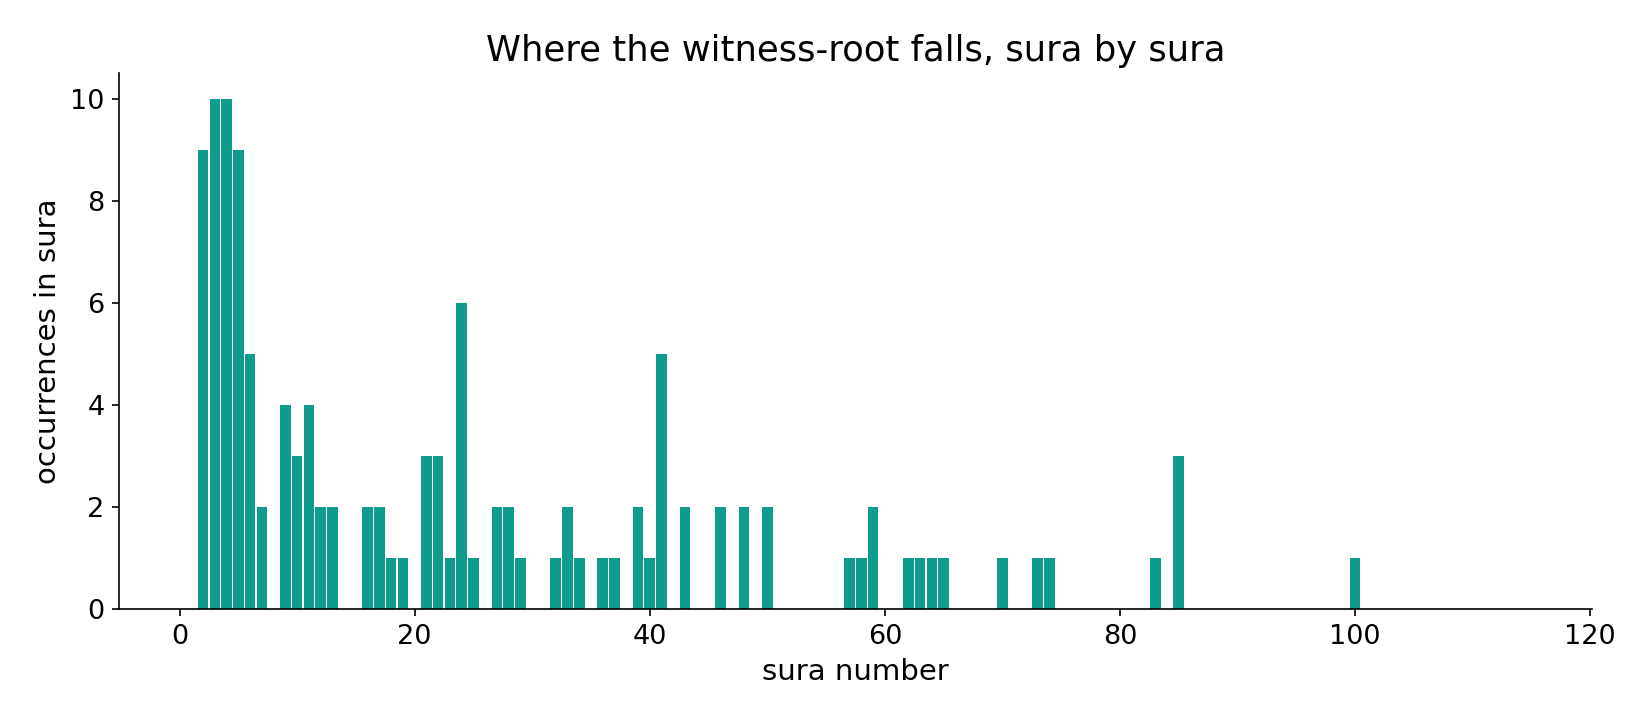 Where the witness-root falls, sura by sura
occurrences in sura
10
8
6
4
2
0
0 20 40 60 80 100 120
sura number